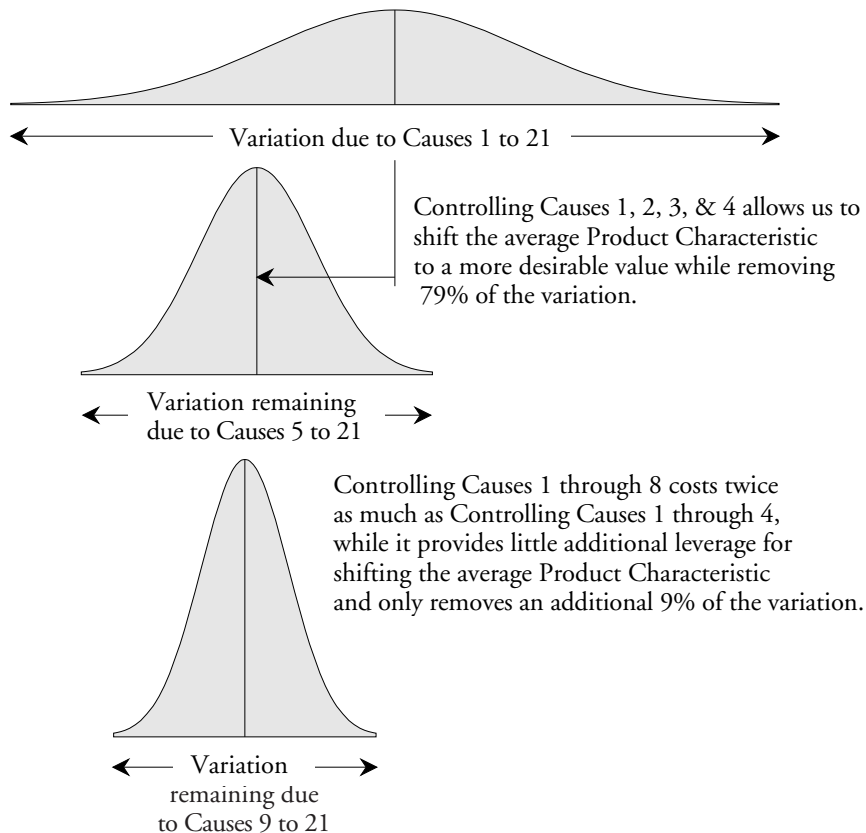 Variation due to Causes 1 to 21
Controlling Causes 1, 2, 3, & 4 allows us to
shift the average Product Characteristic
to a more desirable value while removing
79% of the variation.
Variation remaining
due to Causes 5 to 21
Controlling Causes 1 through 8 costs twice
as much as Controlling Causes 1 through 4,
while it provides little additional leverage for
shifting the average Product Characteristic
and only removes an additional 9% of the variation.
Variation
remaining due
to Causes 9 to 21